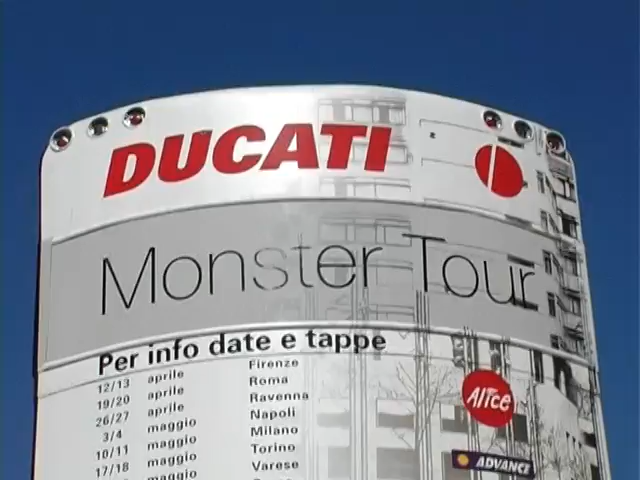 DUCATI
Monster Tour
Per info date e tappe
12/13 aprile Firenze
19/20 aprile Roma
26/27 aprile Ravenna
3/4 maggio Napoli
10/11 maggio Milano
17/18 maggio Torino
maggio Varese
Alice
ADVANCE